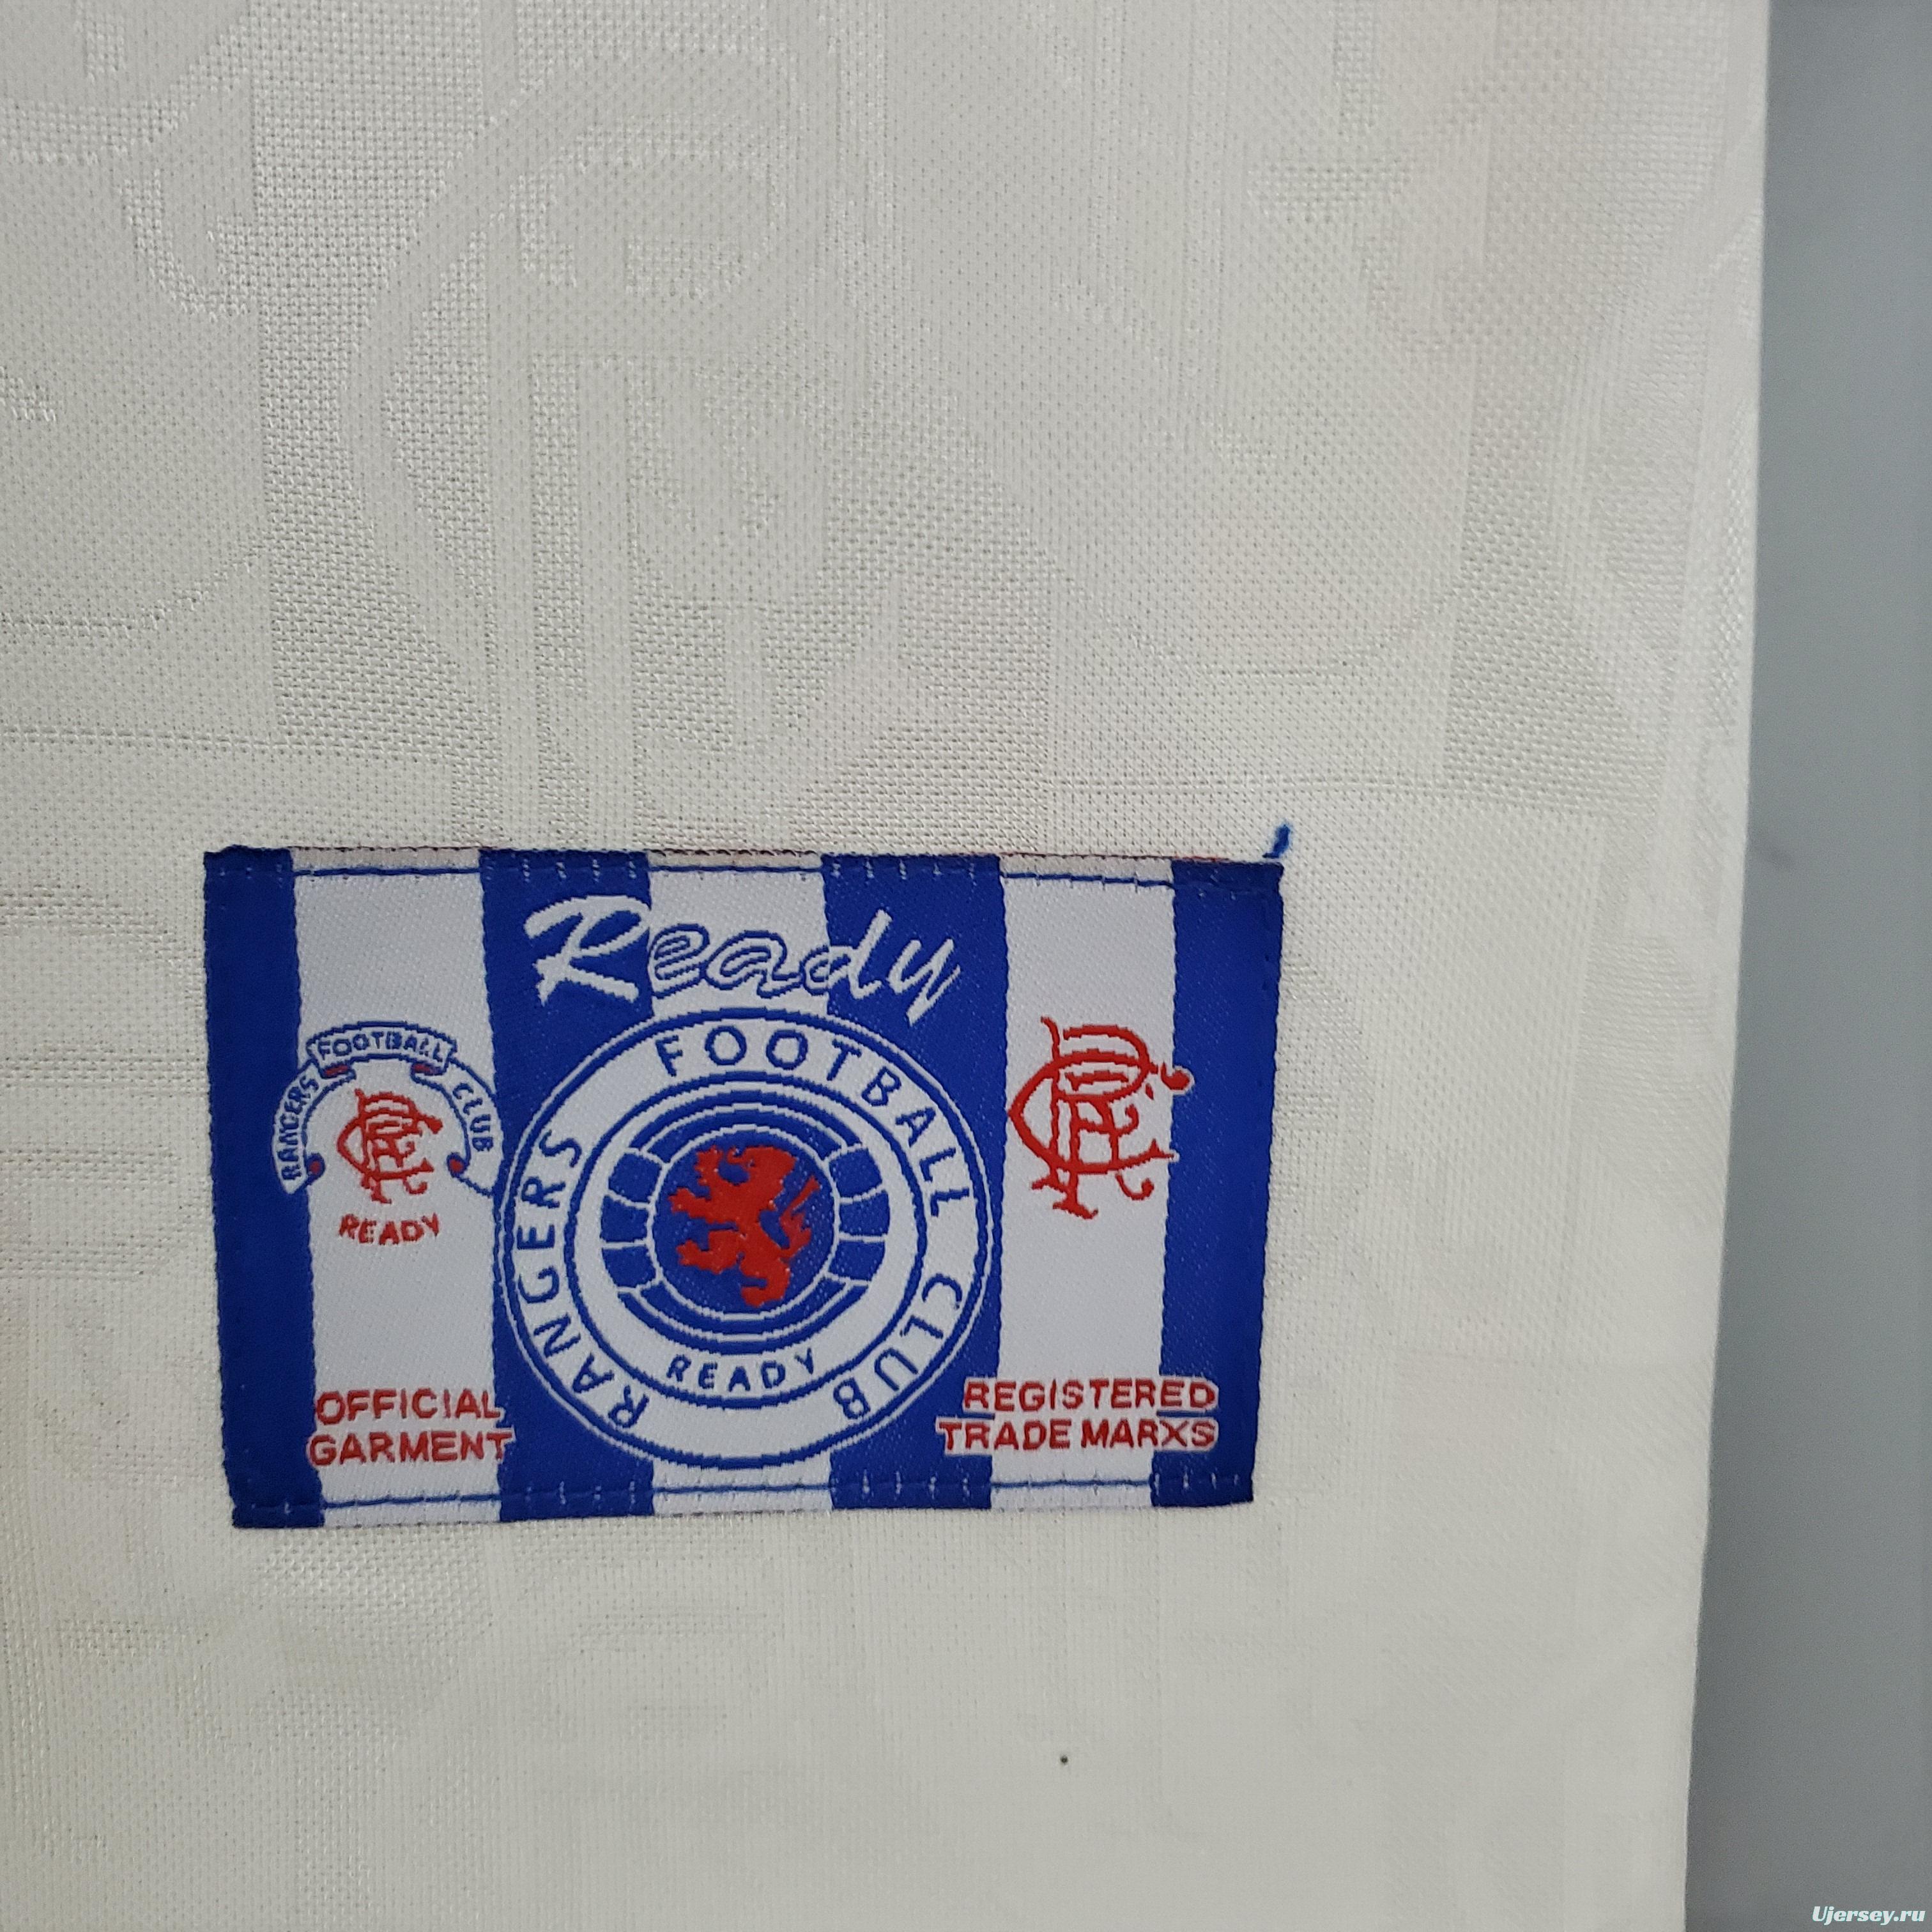 Ready
RANGERS FOOTBALL CLUB
READY
RANGERS FOOTBALL CLUB
READY
OFFICIAL
GARMENT
REGISTERED
TRADE MARXS
Ujersey.ru